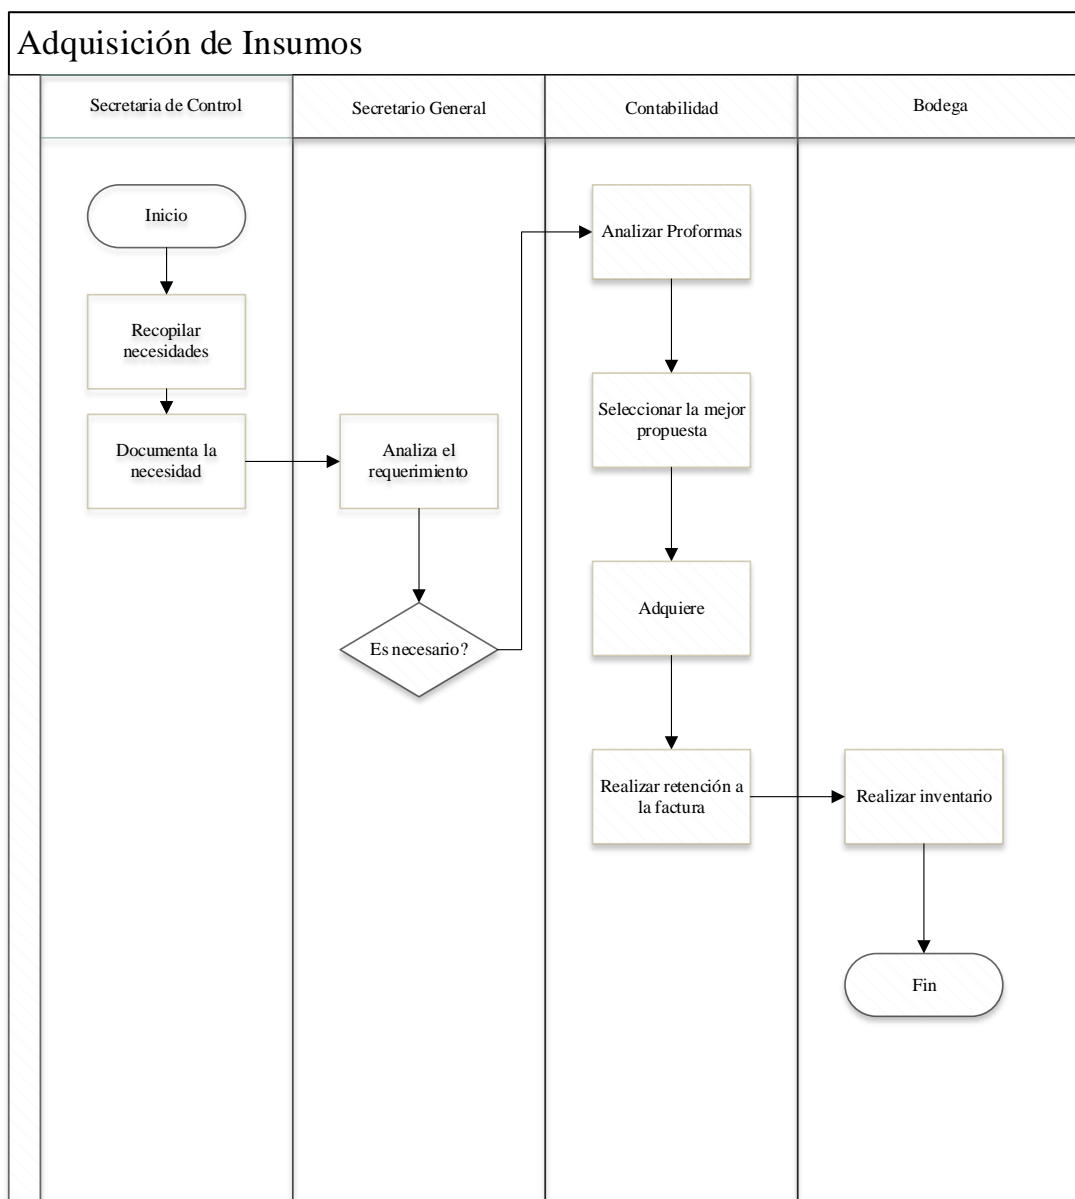 Adquisición de Insumos
Secretaria de Control
Secretario General
Contabilidad
Bodega
Inicio
Recopilar
necesidades
Documenta la
necesidad
Analiza el
requerimiento
Es necesario?
Analizar Proformas
Seleccionar la mejor
propuesta
Adquiere
Realizar retención a
la factura
Realizar inventario
Fin